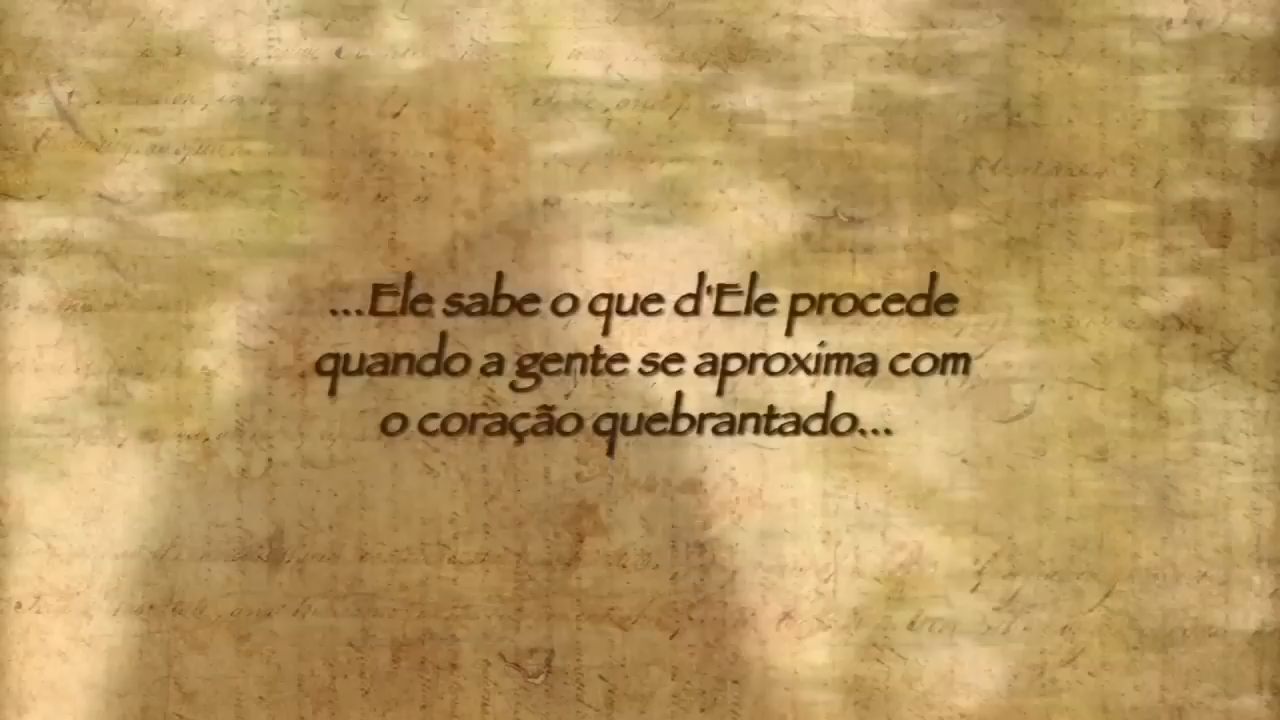 ...Ele sabe o que d'Ele procede
quando a gente se aproxima com
o coração quebrantado...